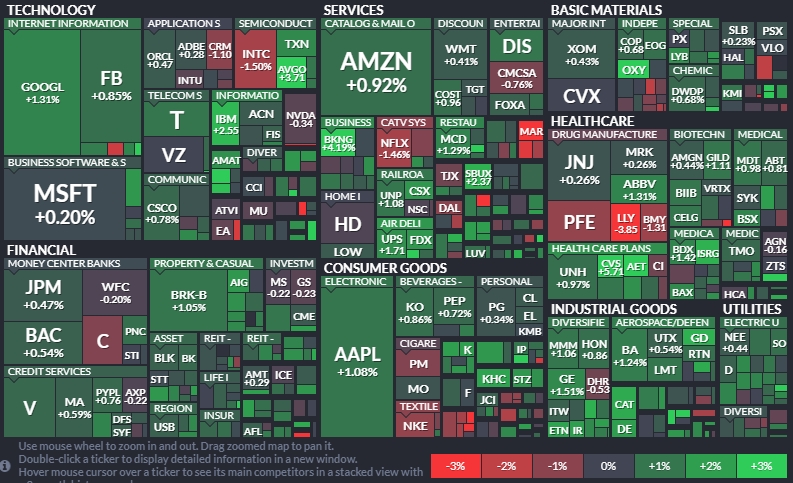 TECHNOLOGY
INTERNET INFORMATION
GOOGL
+1.31%
FB
+0.85%
BUSINESS SOFTWARE & S
MSFT
+0.20%
APPLICATION S
ORCL
+0.47
ADBE
+0.28
CRM
-1.10
INTU
TELECOM S
T
VZ
COMMUNIC
CSCO
+0.78%
SEMICONDUCT
INTC
-1.50%
TXN
AVGO
+3.71
NVDA
-0.34
INFORMATIO
IBM
+2.55
ACN
FIS
AMAT
DIVER
CCI
ATVI
MU
EA
FINANCIAL
MONEY CENTER BANKS
JPM
+0.47%
WFC
-0.20%
BAC
+0.54%
C
PNC
STI
CREDIT SERVICES
V
MA
+0.59%
PYPL
+0.76
AXP
-0.22
DFS
SYF
PROPERTY & CASUAL
BRK-B
+1.05%
AIG
INVESTM
MS
-0.22
GS
-0.23
CME
ASSET
BLK
BK
STT
REGION
USB
REIT -
LIFE I
INSUR
REIT -
AMT
+0.29
ICE
AFL
SERVICES
CATALOG & MAIL O
AMZN
+0.92%
DISCOUN
WMT
+0.41%
COST
+0.96
TGT
ENTERTAI
DIS
CMCSA
-0.76%
FOXA
BUSINESS
BKNG
+4.19%
CATV SYS
NFLX
-1.46%
RESTAU
MCD
+1.29%
MAR
RAILROA
UNP
+1.08
CSX
NSC
TJX
SBUX
+2.37
HOME I
HD
LOW
AIR DELI
UPS
+1.71
FDX
DAL
LUV
CONSUMER GOODS
ELECTRONIC
AAPL
+1.08%
BEVERAGES -
KO
+0.86%
PEP
+0.72%
PERSONAL
PG
+0.34%
CL
EL
KMB
CIGARE
PM
MO
TEXTILE
NKE
K
F
KHC
JCI
IP
STZ
BASIC MATERIALS
MAJOR INT
XOM
+0.43%
CVX
INDEPE
COP
+0.68
EOG
OXY
SPECIAL
PX
LYB
CHEMIC
DWDP
+0.68%
SLB
+0.23%
HAL
KMI
PSX
VLO
HEALTHCARE
DRUG MANUFACTURE
JNJ
+0.26%
MRK
+0.26%
ABBV
+1.31%
PFE
LLY
-3.85
BMY
-1.31
BIOTECHN
AMGN
+0.44%
GILD
+1.11
BIIB
VRTX
CELG
MEDICAL
MDT
+0.98
ABT
+0.81
SYK
BSX
HEALTH CARE PLANS
UNH
+0.97%
CVS
+5.71
AET
CI
MEDICA
BDX
+1.42
ISRG
BAX
MEDIC
TMO
HCA
AGN
-0.16
ZTS
INDUSTRIAL GOODS
DIVERSIFIE
MMM
+1.06
HON
+0.86
GE
+1.51%
DHR
-0.53
ITW
ETN
IR
AEROSPACE/DEFEN
BA
+1.24%
UTX
+0.54%
GD
RTN
LMT
CAT
DE
UTILITIES
ELECTRIC U
NEE
+0.44
SO
D
DIVERSI
Use mouse wheel to zoom in and out. Drag zoomed map to pan it.
Double-click a ticker to display detailed information in a new window.
Hover mouse cursor over a ticker to see its main competitors in a stacked view with
-3% -2% -1% 0% +1% +2% +3%